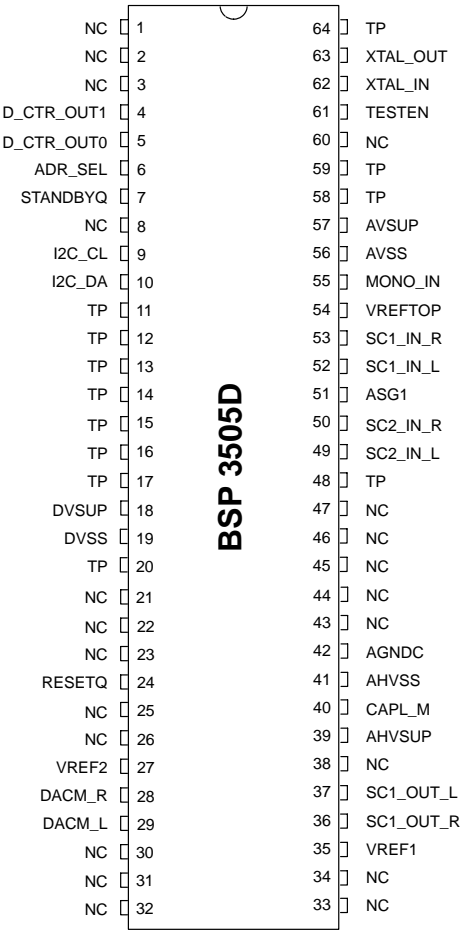 NC 1 64 TP
NC 2 63 XTAL_OUT
NC 3 62 XTAL_IN
D_CTR_OUT1 4 61 TESTEN
D_CTR_OUT0 5 60 NC
ADR_SEL 6 59 TP
STANDBYQ 7 58 TP
NC 8 57 AVSUP
I2C_CL 9 56 AVSS
I2C_DA 10 55 MONO_IN
TP 11 54 VREFTOP
TP 12 53 SC1_IN_R
TP 13 52 SC1_IN_L
TP 14 51 ASG1
TP 15 50 SC2_IN_R
TP 16 49 SC2_IN_L
TP 17 48 TP
DVSUP 18 47 NC
DVSS 19 46 NC
TP 20 45 NC
NC 21 44 NC
NC 22 43 NC
NC 23 42 AGNDC
RESETQ 24 41 AHVSS
NC 25 40 CAPL_M
NC 26 39 AHVSUP
VREF2 27 38 NC
DACM_R 28 37 SC1_OUT_L
DACM_L 29 36 SC1_OUT_R
NC 30 35 VREF1
NC 31 34 NC
NC 32 33 NC
BSP 3505D